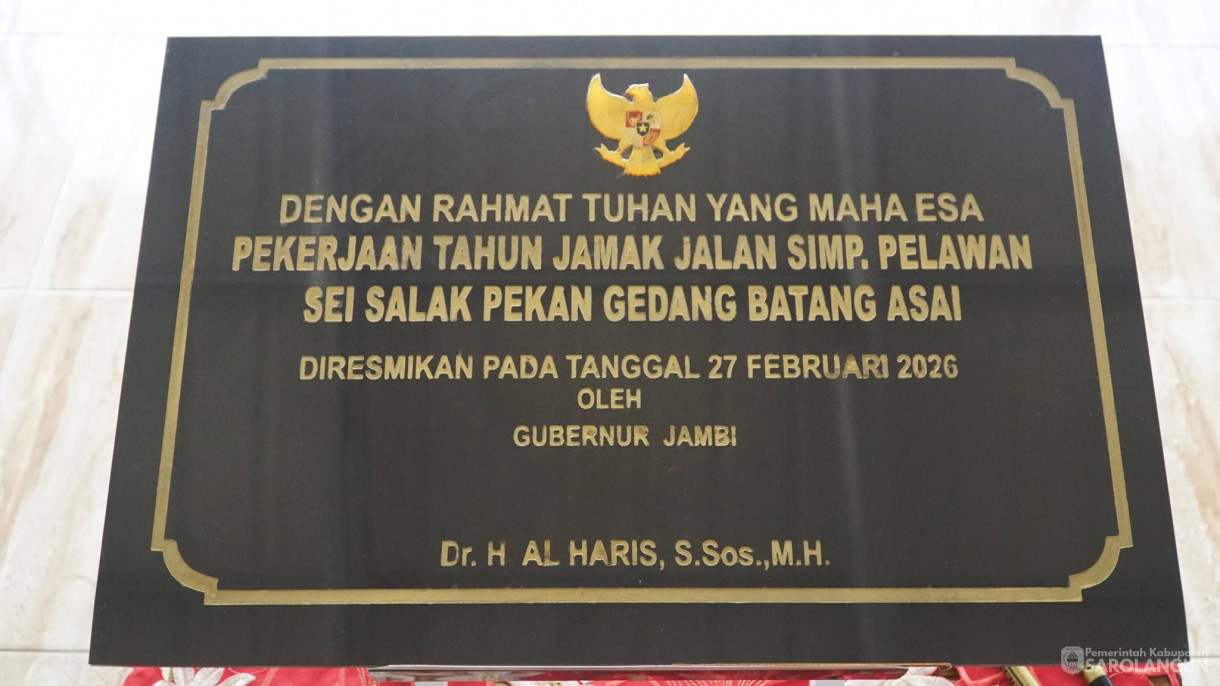 DENGAN RAHMAT TUHAN YANG MAHA ESA
PEKERJAAN TAHUN JAMAK JALAN SIMP. PELAWAN
SEI SALAK PEKAN GEDANG BATANG ASAI
DIRESMIKAN PADA TANGGAL 27 FEBRUARI 2026
OLEH
GUBERNUR JAMBI
Dr. H AL HARIS, S.Sos.,M.H.
Pemerintah Kabupaten
SAROLANGUN